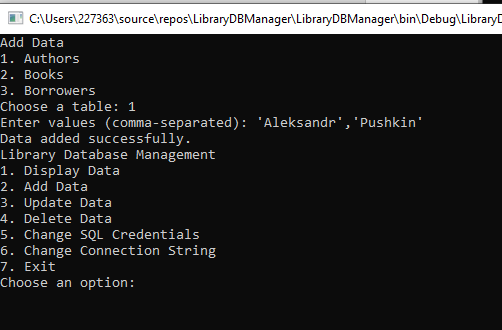 C:\Users\227363\source\repos\LibraryDBManager\LibraryDBManager\bin\Debug\LibraryD
Add Data
1. Authors
2. Books
3. Borrowers
Choose a table: 1
Enter values (comma-separated): 'Aleksandr','Pushkin'
Data added successfully.
Library Database Management
1. Display Data
2. Add Data
3. Update Data
4. Delete Data
5. Change SQL Credentials
6. Change Connection String
7. Exit
Choose an option: